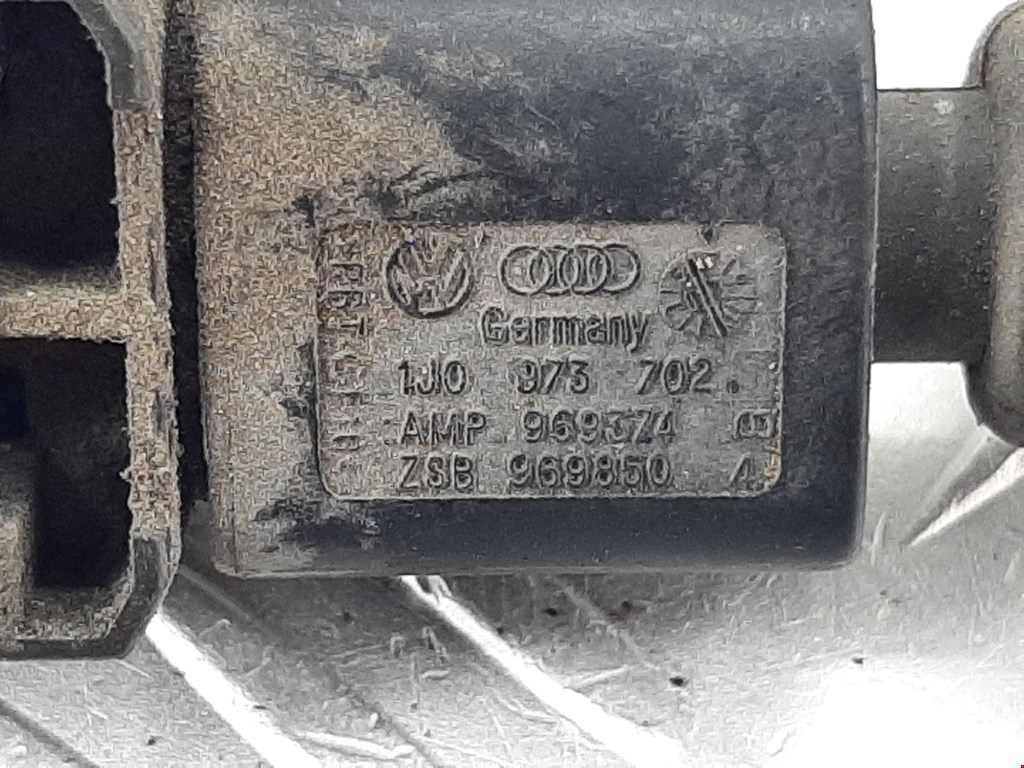 Germany
1J0 973 702.
AMP 969374 B
ZSB 969850 A